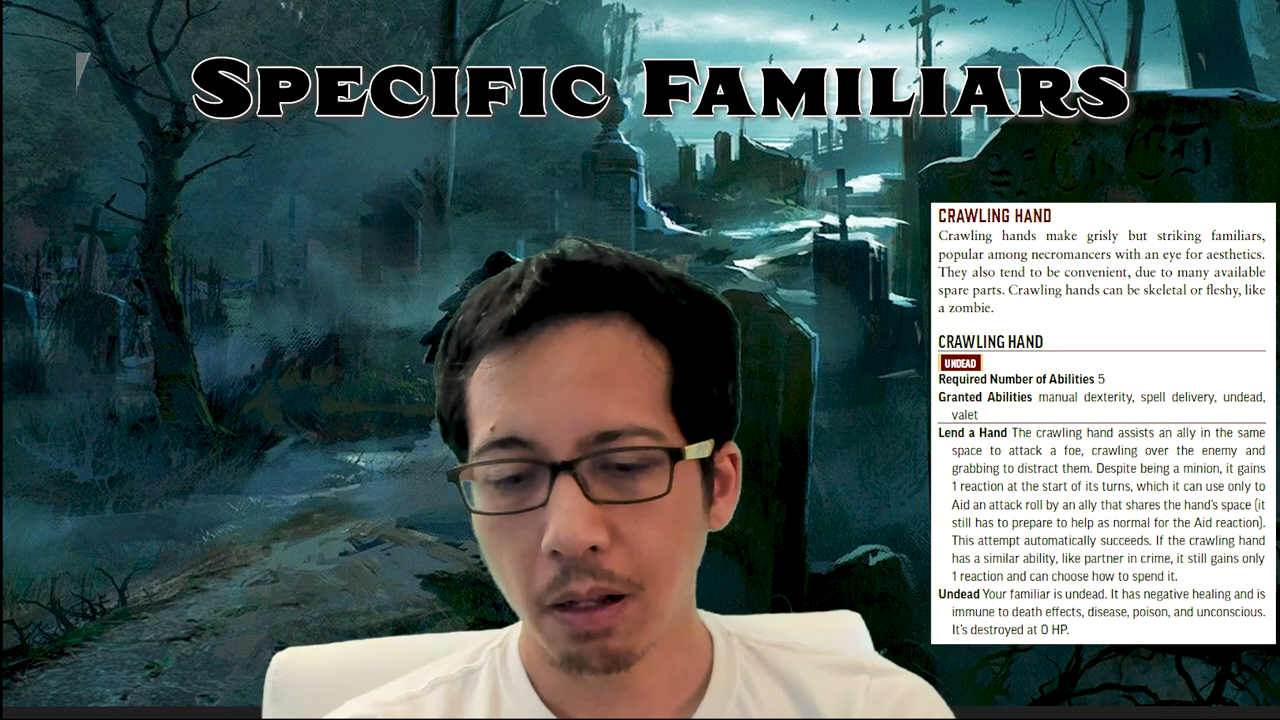 SPECIFIC FAMILIARS
CRAWLING HAND
Crawling hands make grisly but striking familiars,
popular among necromancers with an eye for aesthetics.
They also tend to be convenient, due to many available
spare parts. Crawling hands can be skeletal or fleshy, like
a zombie.
CRAWLING HAND
UNDEAD
Required Number of Abilities 5
Granted Abilities manual dexterity, spell delivery, undead,
valet
Lend a Hand The crawling hand assists an ally in the same
space to attack a foe, crawling over the enemy and
grabbing to distract them. Despite being a minion, it gains
1 reaction at the start of its turns, which it can use only to
Aid an attack roll by an ally that shares the hand's space (it
still has to prepare to help as normal for the Aid reaction).
This attempt automatically succeeds. If the crawling hand
has a similar ability, like partner in crime, it still gains only
1 reaction and can choose how to spend it.
Undead Your familiar is undead. It has negative healing and is
immune to death effects, disease, poison, and unconscious.
It's destroyed at 0 HP.